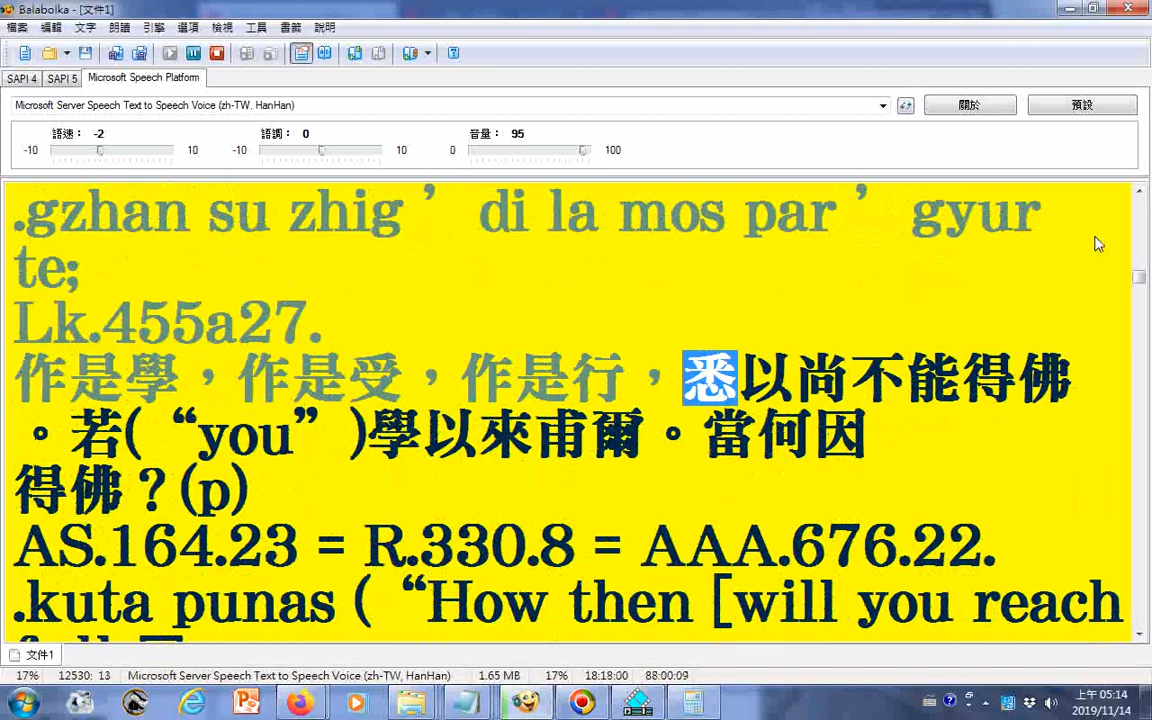 Balabolka - [文件1]
檔案 編輯 文字 朗讀 引擎 選項 檢視 工具 書籤 說明
SAPI 4 SAPI 5 Microsoft Speech Platform
Microsoft Server Speech Text to Speech Voice (zh-TW, HanHan) 關於 預設
語速： -2 語調： 0 音量： 95
-10 10 -10 10 0 100
.gzhan su zhig ’ di la mos par ’ gyur
te;
Lk.455a27.
作是學，作是受，作是行，悉以尚不能得佛
。若(“you”)學以來甫爾。當何因
得佛？(p)
AS.164.23 = R.330.8 = AAA.676.22.
.kuta punas (“How then [will you reach
文件1
17% 12530: 13 Microsoft Server Speech Text to Speech Voice (zh-TW, HanHan) 1.65 MB 17% 18:18:00 88:00:09
上午 05:14
2019/11/14